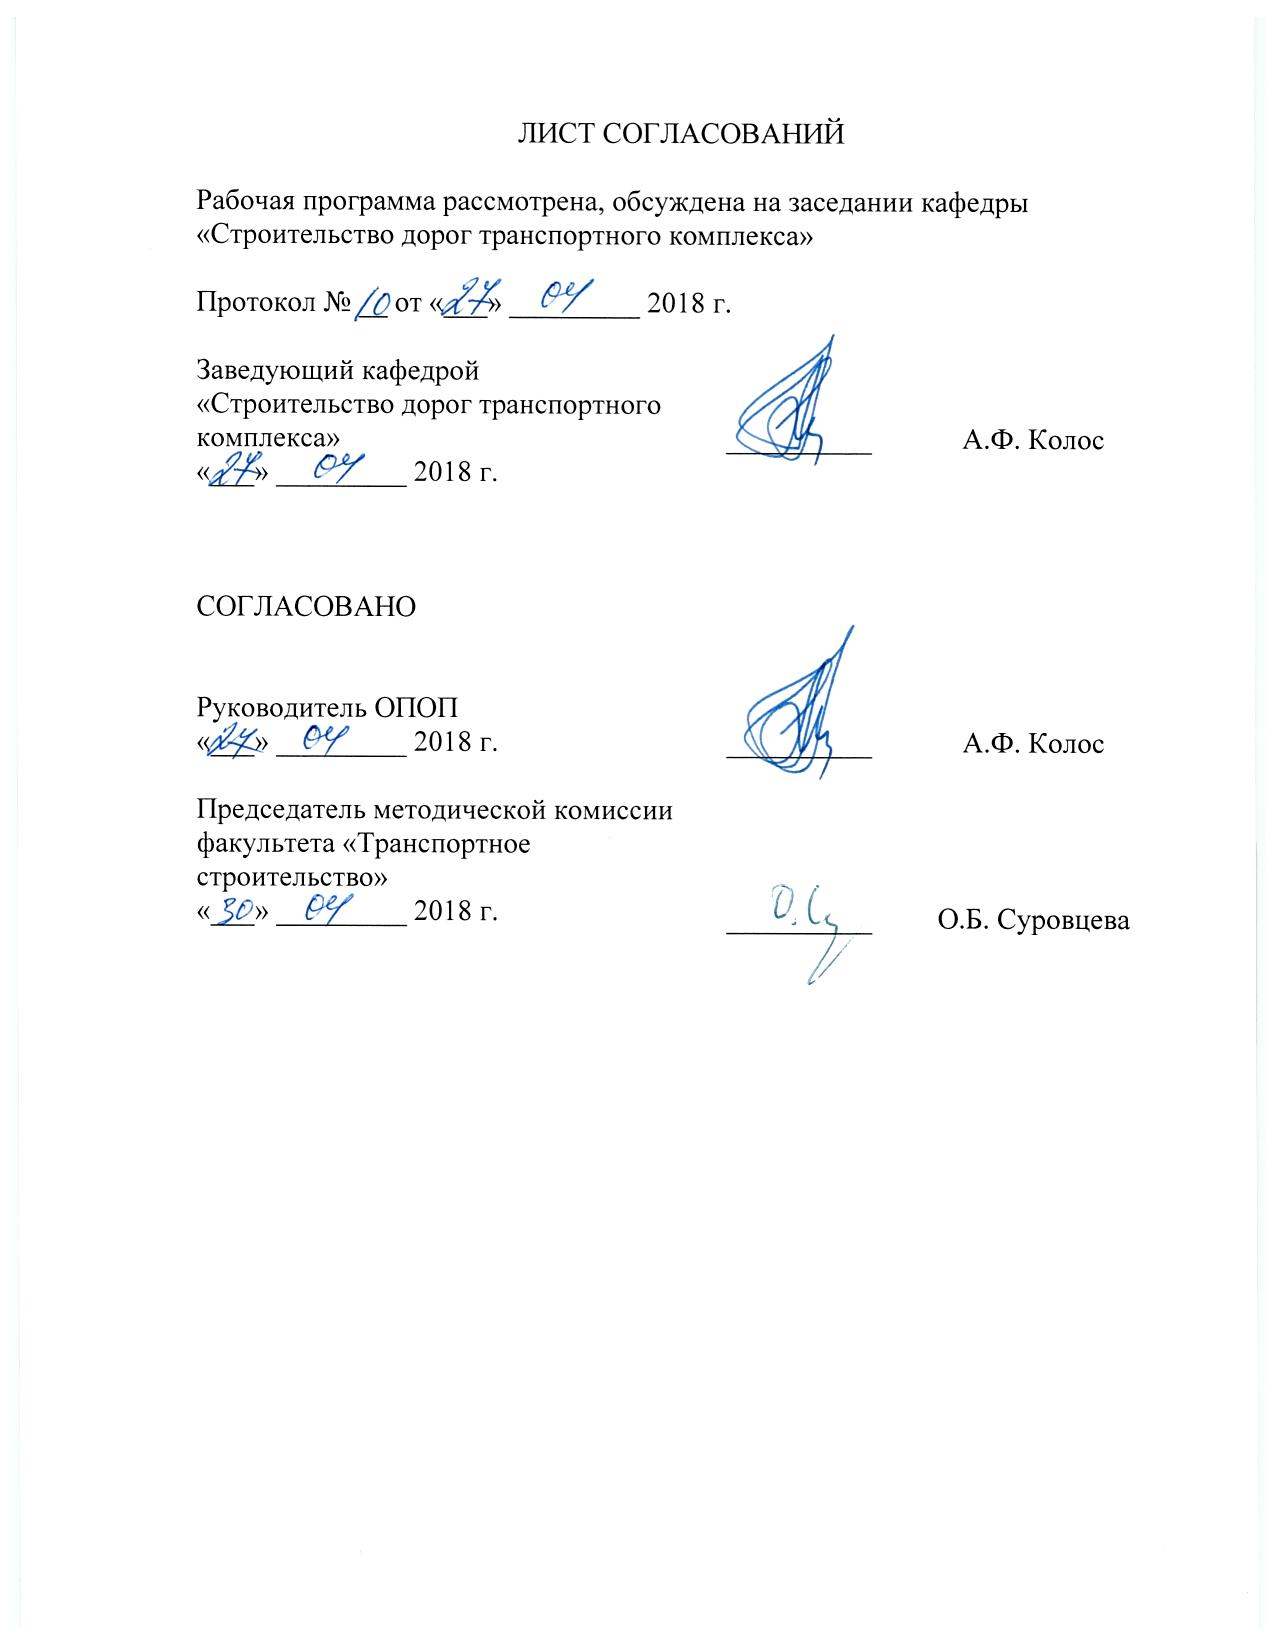 ЛИСТ СОГЛАСОВАНИЙ
Рабочая программа рассмотрена, обсуждена на заседании кафедры
«Строительство дорог транспортного комплекса»
Протокол № 10 от «27» 04 2018 г.
Заведующий кафедрой
«Строительство дорог транспортного
комплекса» А.Ф. Колос
«27» 04 2018 г.
СОГЛАСОВАНО
Руководитель ОПОП
«27» 04 2018 г. А.Ф. Колос
Председатель методической комиссии
факультета «Транспортное
строительство»
«30» 04 2018 г. О.Б. Суровцева